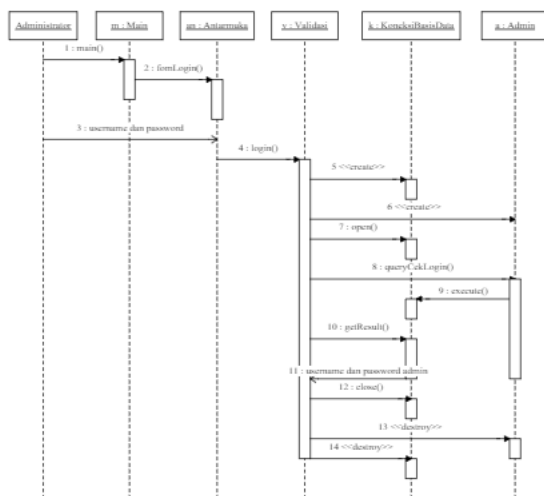 Administrator
m : Main
an : Antarmuka
v : Validasi
k : KoneksiBasisData
a : Admin
1 : main()
2 : fomLogin()
3 : username dan password
4 : login()
5 <<create>>
6 <<create>>
7 : open()
8 : queryCekLogin()
9 : execute()
10 : getResult()
11 : username dan password admin
12 : close()
13 <<destroy>>
14 <<destroy>>